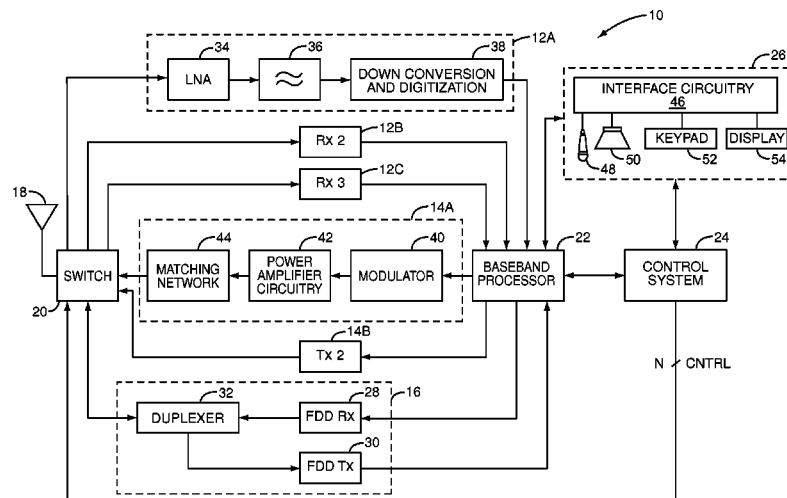 10
34
36
38
12A
LNA
DOWN CONVERSION
AND DIGITIZATION
26
INTERFACE CIRCUITRY
46
KEYPAD
DISPLAY
48
50
52
54
12B
Rx 2
12C
Rx 3
18
14A
44
42
40
22
24
SWITCH
MATCHING
NETWORK
POWER
AMPLIFIER
CIRCUITRY
MODULATOR
BASEBAND
PROCESSOR
CONTROL
SYSTEM
20
14B
Tx 2
N
CNTRL
32
28
16
DUPLEXER
FDD Rx
30
FDD Tx